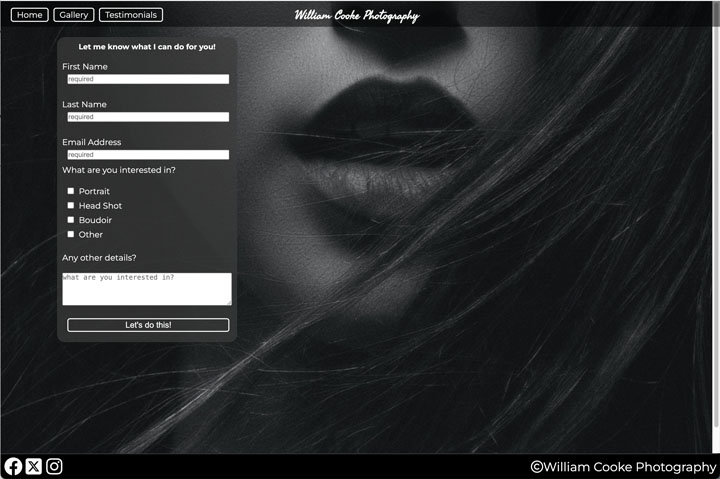 Home Gallery Testimonials William Cooke Photography
Let me know what I can do for you!
First Name
required
Last Name
required
Email Address
required
What are you interested in?
Portrait
Head Shot
Boudoir
Other
Any other details?
what are you interested in?
Let's do this!
©William Cooke Photography